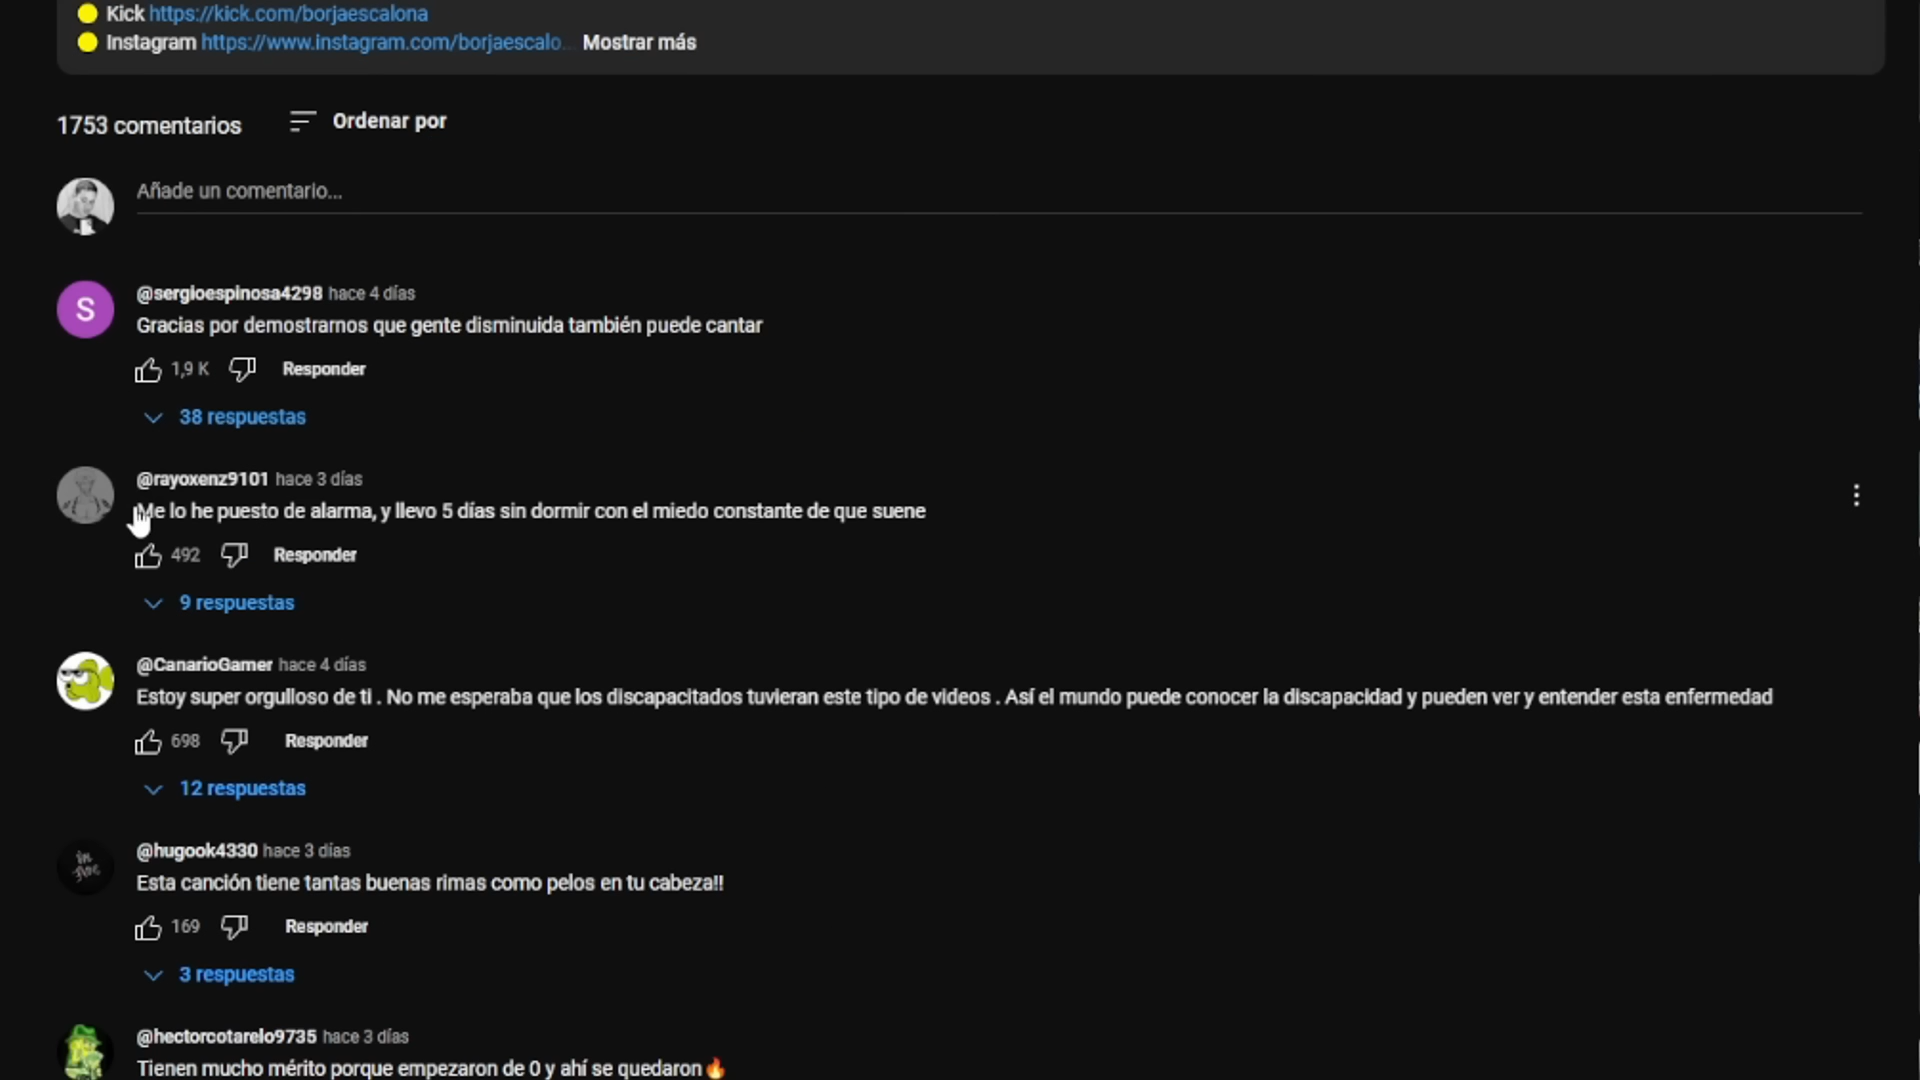 Kick https://kick.com/borjaescalona
Instagram https://www.instagram.com/borjaescalo... Mostrar más
1753 comentarios Ordenar por
Añade un comentario...
S
@sergioespinosa4298 hace 4 días
Gracias por demostrarnos que gente disminuida también puede cantar
1,9 K Responder
38 respuestas
@rayoxenz9101 hace 3 días
Me lo he puesto de alarma, y llevo 5 días sin dormir con el miedo constante de que suene
492 Responder
9 respuestas
@CanarioGamer hace 4 días
Estoy super orgulloso de ti . No me esperaba que los discapacitados tuvieran este tipo de videos . Así el mundo puede conocer la discapacidad y pueden ver y entender esta enfermedad
698 Responder
12 respuestas
@hugook4330 hace 3 días
Esta canción tiene tantas buenas rimas como pelos en tu cabeza!!
169 Responder
3 respuestas
@hectorcotarelo9735 hace 3 días
Tienen mucho mérito porque empezaron de 0 y ahí se quedaron🔥